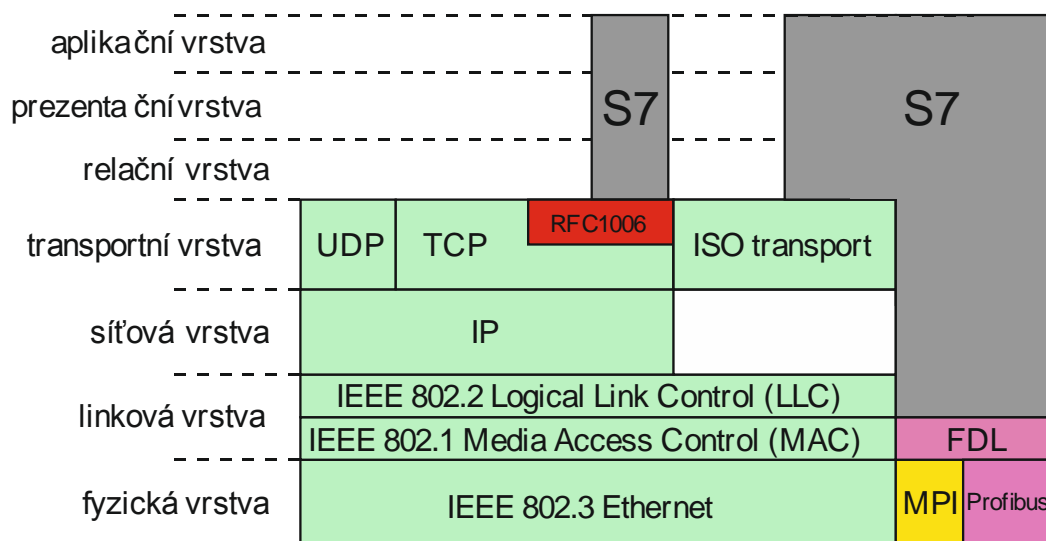 aplikační vrstva
prezenta ční vrstva
S7
S7
relační vrstva
transportní vrstva
UDP
TCP
RFC1006
ISO transport
síťová vrstva
IP
linková vrstva
IEEE 802.2 Logical Link Control (LLC)
IEEE 802.1 Media Access Control (MAC)
FDL
fyzická vrstva
IEEE 802.3 Ethernet
MPI
Profibus